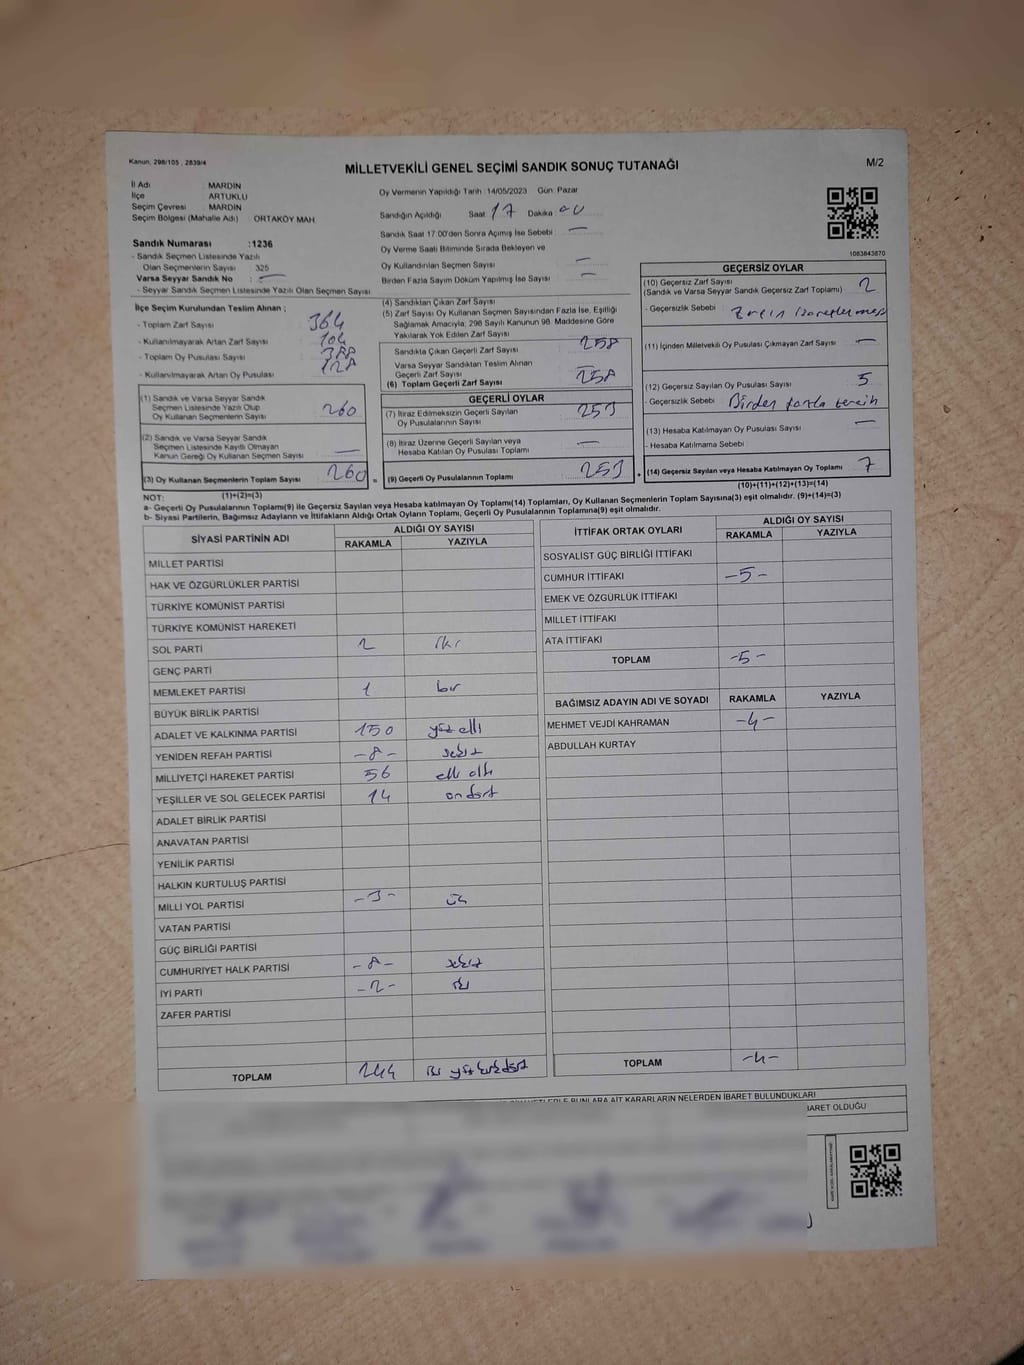 Kanun, 298/105 , 2839/4
MİLLETVEKİLİ GENEL SEÇİMİ SANDIK SONUÇ TUTANAĞI
M/2
İl Adı : MARDİN
İlçe : ARTUKLU
Seçim Çevresi : MARDİN
Seçim Bölgesi (Mahalle Adı) ORTAKÖY MAH.
Sandık Numarası :1236
- Sandık Seçmen Listesinde Yazılı
Olan Seçmenlerin Sayısı 325
Varsa Seyyar Sandık No : —
- Seyyar Sandık Seçmen Listesinde Yazılı Olan Seçmen Sayısı
Oy Vermenin Yapıldığı Tarih :14/05/2023 Gün :Pazar
Sandığın Açıldığı Saat 17 Dakika : 00
Sandık Saat 17.00'den Sonra Açılmış İse Sebebi : —
Oy Verme Saati Bitiminde Sırada Bekleyen ve
Oy Kullandırılan Seçmen Sayısı —
Birden Fazla Sayım Döküm Yapılmış İse Sayısı : —
1083843870
İlçe Seçim Kurulundan Teslim Alınan ;
- Toplam Zarf Sayısı : 364
- Kullanılmayarak Artan Zarf Sayısı : 104
- Toplam Oy Pusulası Sayısı : 388
- Kullanılmayarak Artan Oy Pusulası : 128
(1) Sandık ve Varsa Seyyar Sandık
Seçmen Listesinde Yazılı Olup
Oy Kullanan Seçmenlerin Sayısı : 260
(2) Sandık ve Varsa Seyyar Sandık
Seçmen Listesinde Kayıtlı Olmayan
Kanun Gereği Oy Kullanan Seçmen Sayısı : —
(3) Oy Kullanan Seçmenlerin Toplam Sayısı : 260
(1)+(2)=(3)
(4) Sandıktan Çıkan Zarf Sayısı :
(5) Zarf Sayısı Oy Kullanan Seçmen Sayısından Fazla İse, Eşitliği
Sağlamak Amacıyla; 298 Sayılı Kanunun 98. Maddesine Göre
Yakılarak Yok Edilen Zarf Sayısı :
Sandıkta Çıkan Geçerli Zarf Sayısı : 258
Varsa Seyyar Sandıktan Teslim Alınan
Geçerli Zarf Sayısı : —
(6) Toplam Geçerli Zarf Sayısı : 258
GEÇERLİ OYLAR
(7) İtiraz Edilmeksizin Geçerli Sayılan
Oy Pusulalarının Sayısı : 253
(8) İtiraz Üzerine Geçerli Sayılan veya
Hesaba Katılan Oy Pusulası Toplamı : —
(9) Geçerli Oy Pusulalarının Toplamı : 253
GEÇERSİZ OYLAR
(10) Geçersiz Zarf Sayısı
(Sandık ve Varsa Seyyar Sandık Geçersiz Zarf Toplamı) : 2
- Geçersizlik Sebebi :
(11) İçinden Milletvekili Oy Pusulası Çıkmayan Zarf Sayısı : —
(12) Geçersiz Sayılan Oy Pusulası Sayısı : 5
- Geçersizlik Sebebi : Birden fazla tercih
(13) Hesaba Katılmayan Oy Pusulası Sayısı : —
- Hesaba Katılmama Sebebi :
(14) Geçersiz Sayılan veya Hesaba Katılmayan Oy Toplamı : 7
(10)+(11)+(12)+(13)=(14)
NOT:
a- Geçerli Oy Pusulalarının Toplamı(9) ile Geçersiz Sayılan veya Hesaba katılmayan Oy Toplamı(14) Toplamları, Oy Kullanan Seçmenlerin Toplam Sayısına(3) eşit olmalıdır. (9)+(14)=(3)
b- Siyasi Partilerin, Bağımsız Adayların ve İttifakların Aldığı Ortak Oyların Toplamı, Geçerli Oy Pusulalarının Toplamına(9) eşit olmalıdır.
SİYASİ PARTİNİN ADI ALDIĞI OY SAYISI
RAKAMLA YAZIYLA
MİLLET PARTİSİ
HAK VE ÖZGÜRLÜKLER PARTİSİ
TÜRKİYE KOMÜNİST PARTİSİ
TÜRKİYE KOMÜNİST HAREKETİ
SOL PARTİ 2 iki
GENÇ PARTİ
MEMLEKET PARTİSİ 1 bir
BÜYÜK BİRLİK PARTİSİ
ADALET VE KALKINMA PARTİSİ 150 yüz elli
YENİDEN REFAH PARTİSİ -8- sekiz
MİLLİYETÇİ HAREKET PARTİSİ 56 elli altı
YEŞİLLER VE SOL GELECEK PARTİSİ 14 on dört
ADALET BİRLİK PARTİSİ
ANAVATAN PARTİSİ
YENİLİK PARTİSİ
HALKIN KURTULUŞ PARTİSİ
MİLLİ YOL PARTİSİ -3- üç
VATAN PARTİSİ
GÜÇ BİRLİĞİ PARTİSİ
CUMHURİYET HALK PARTİSİ -8- sekiz
İYİ PARTİ -2- iki
ZAFER PARTİSİ
TOPLAM 244 iki yüz kırk dört
İTTİFAK ORTAK OYLARI ALDIĞI OY SAYISI
RAKAMLA YAZIYLA
SOSYALİST GÜÇ BİRLİĞİ İTTİFAKI
CUMHUR İTTİFAKI -5-
EMEK VE ÖZGÜRLÜK İTTİFAKI
MİLLET İTTİFAKI
ATA İTTİFAKI
TOPLAM -5-
BAĞIMSIZ ADAYIN ADI VE SOYADI RAKAMLA YAZIYLA
MEHMET VEJDİ KAHRAMAN -4-
ABDULLAH KURTAY
TOPLAM -4-
BUNLARA AİT KARARLARIN NELERDEN İBARET BULUNDUKLARI
BARET OLDUĞU